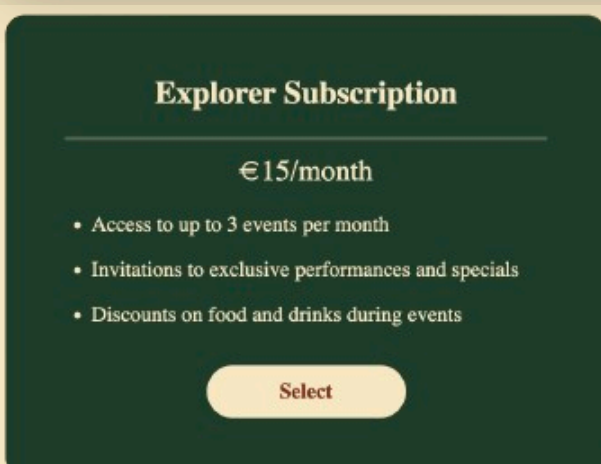 Explorer Subscription
€15/month
• Access to up to 3 events per month
• Invitations to exclusive performances and specials
• Discounts on food and drinks during events
Select